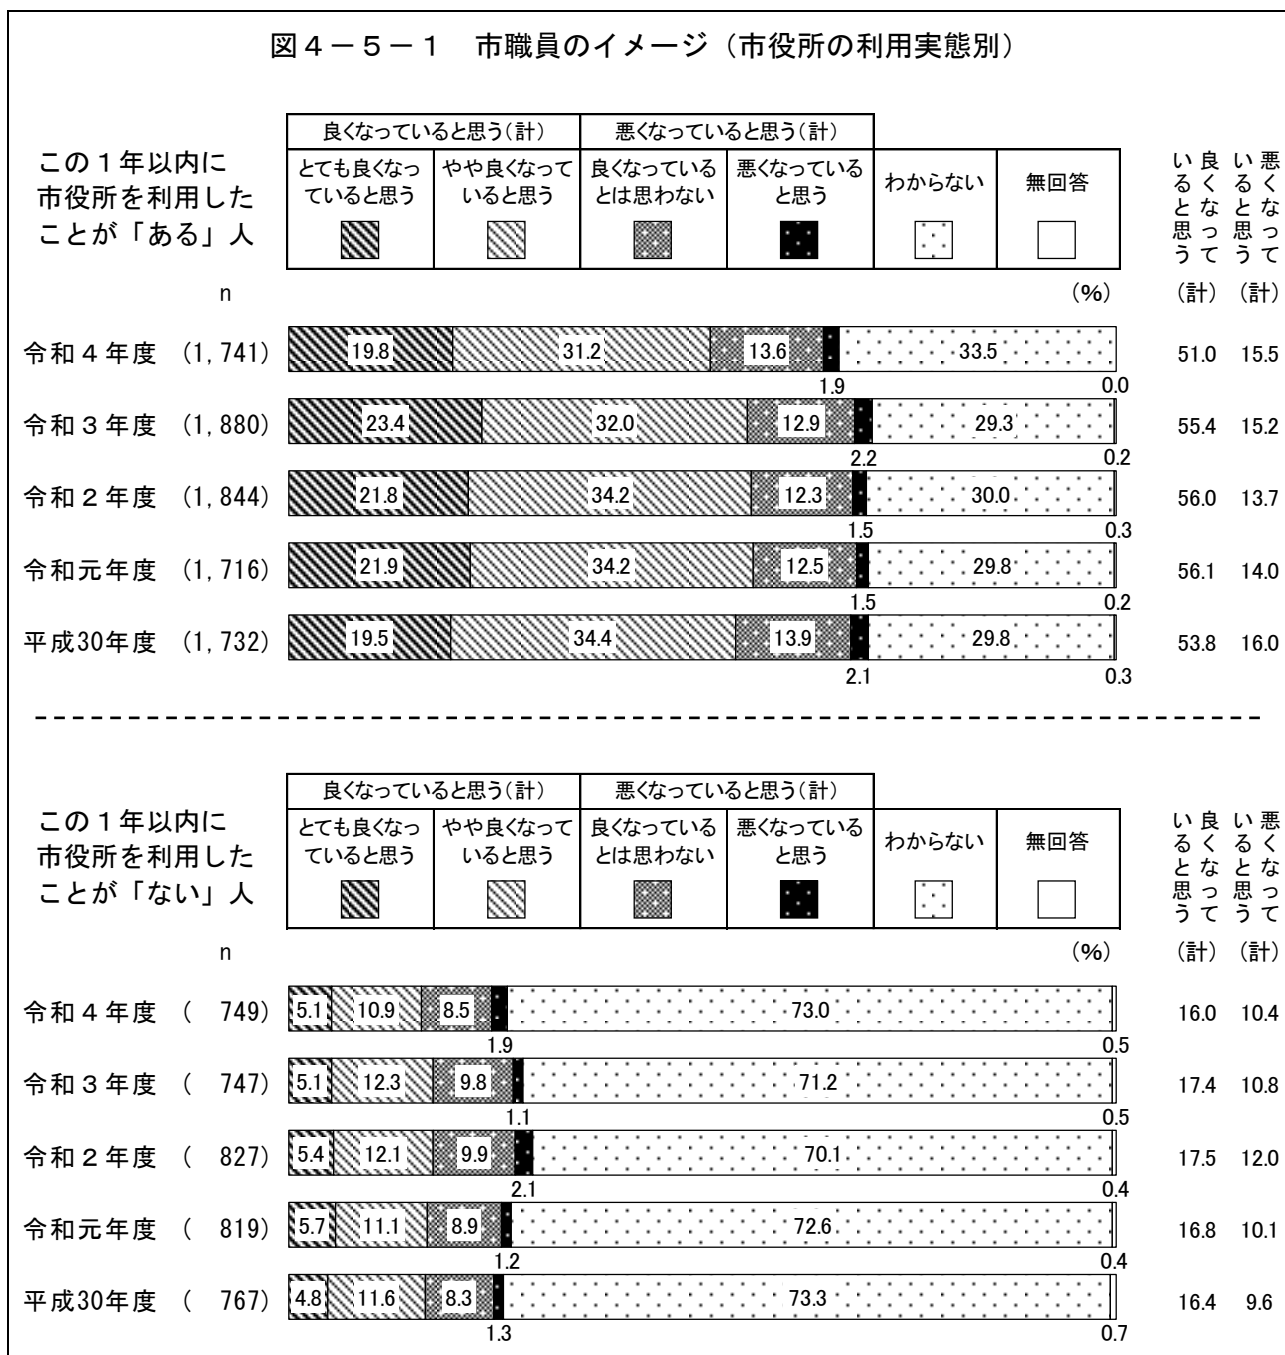 図４－５－１　市職員のイメージ（市役所の利用実態別）
この１年以内に
市役所を利用した
ことが「ある」人
良くなっていると思う（計）
悪くなっていると思う（計）
とても良くなっ
ていると思う
やや良くなって
いると思う
良くなっている
とは思わない
悪くなっている
と思う
わからない
無回答
良くなって
いると思う
（計）
悪くなって
いると思う
（計）
n
（％）
令和４年度 (1,741) 19.8 31.2 13.6 33.5 51.0 15.5
1.9 0.0
令和３年度 (1,880) 23.4 32.0 12.9 29.3 55.4 15.2
2.2 0.2
令和２年度 (1,844) 21.8 34.2 12.3 30.0 56.0 13.7
1.5 0.3
令和元年度 (1,716) 21.9 34.2 12.5 29.8 56.1 14.0
1.5 0.2
平成30年度 (1,732) 19.5 34.4 13.9 29.8 53.8 16.0
2.1 0.3
この１年以内に
市役所を利用した
ことが「ない」人
良くなっていると思う（計）
悪くなっていると思う（計）
とても良くなっ
ていると思う
やや良くなって
いると思う
良くなっている
とは思わない
悪くなっている
と思う
わからない
無回答
良くなって
いると思う
（計）
悪くなって
いると思う
（計）
n
（％）
令和４年度 ( 749) 5.1 10.9 8.5 73.0 16.0 10.4
1.9 0.5
令和３年度 ( 747) 5.1 12.3 9.8 71.2 17.4 10.8
1.1 0.5
令和２年度 ( 827) 5.4 12.1 9.9 70.1 17.5 12.0
2.1 0.4
令和元年度 ( 819) 5.7 11.1 8.9 72.6 16.8 10.1
1.2 0.4
平成30年度 ( 767) 4.8 11.6 8.3 73.3 16.4 9.6
1.3 0.7